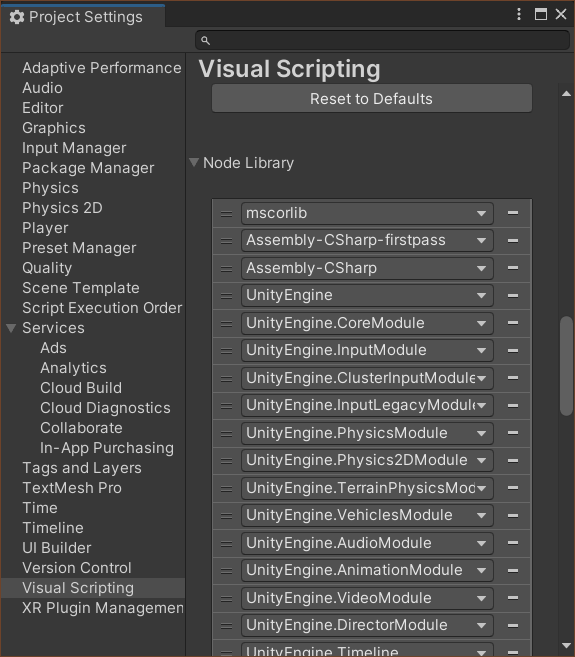 Project Settings
Adaptive Performance
Audio
Editor
Graphics
Input Manager
Package Manager
Physics
Physics 2D
Player
Preset Manager
Quality
Scene Template
Script Execution Order
Services
Ads
Analytics
Cloud Build
Cloud Diagnostics
Collaborate
In-App Purchasing
Tags and Layers
TextMesh Pro
Time
Timeline
UI Builder
Version Control
Visual Scripting
XR Plugin Managemen
Visual Scripting
Reset to Defaults
Node Library
mscorlib
Assembly-CSharp-firstpass
Assembly-CSharp
UnityEngine
UnityEngine.CoreModule
UnityEngine.InputModule
UnityEngine.ClusterInputModule
UnityEngine.InputLegacyModule
UnityEngine.PhysicsModule
UnityEngine.Physics2DModule
UnityEngine.TerrainPhysicsMod
UnityEngine.VehiclesModule
UnityEngine.AudioModule
UnityEngine.AnimationModule
UnityEngine.VideoModule
UnityEngine.DirectorModule
UnityEngine.Timeline